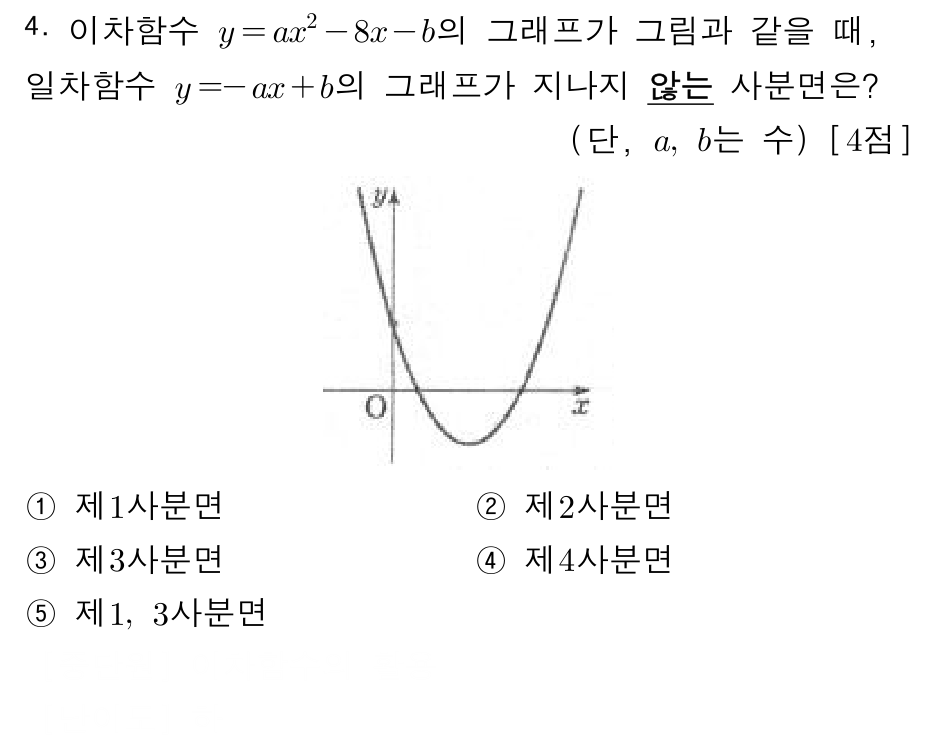 4. 이차함수 y=ax²-8x-b의 그래프가 그림과 같을 때,
일차함수 y=-ax+b의 그래프가 지나지 않는 사분면은?
(단, a, b는 수) [4점]
y
O
x
① 제1사분면
② 제2사분면
③ 제3사분면
④ 제4사분면
⑤ 제1, 3사분면